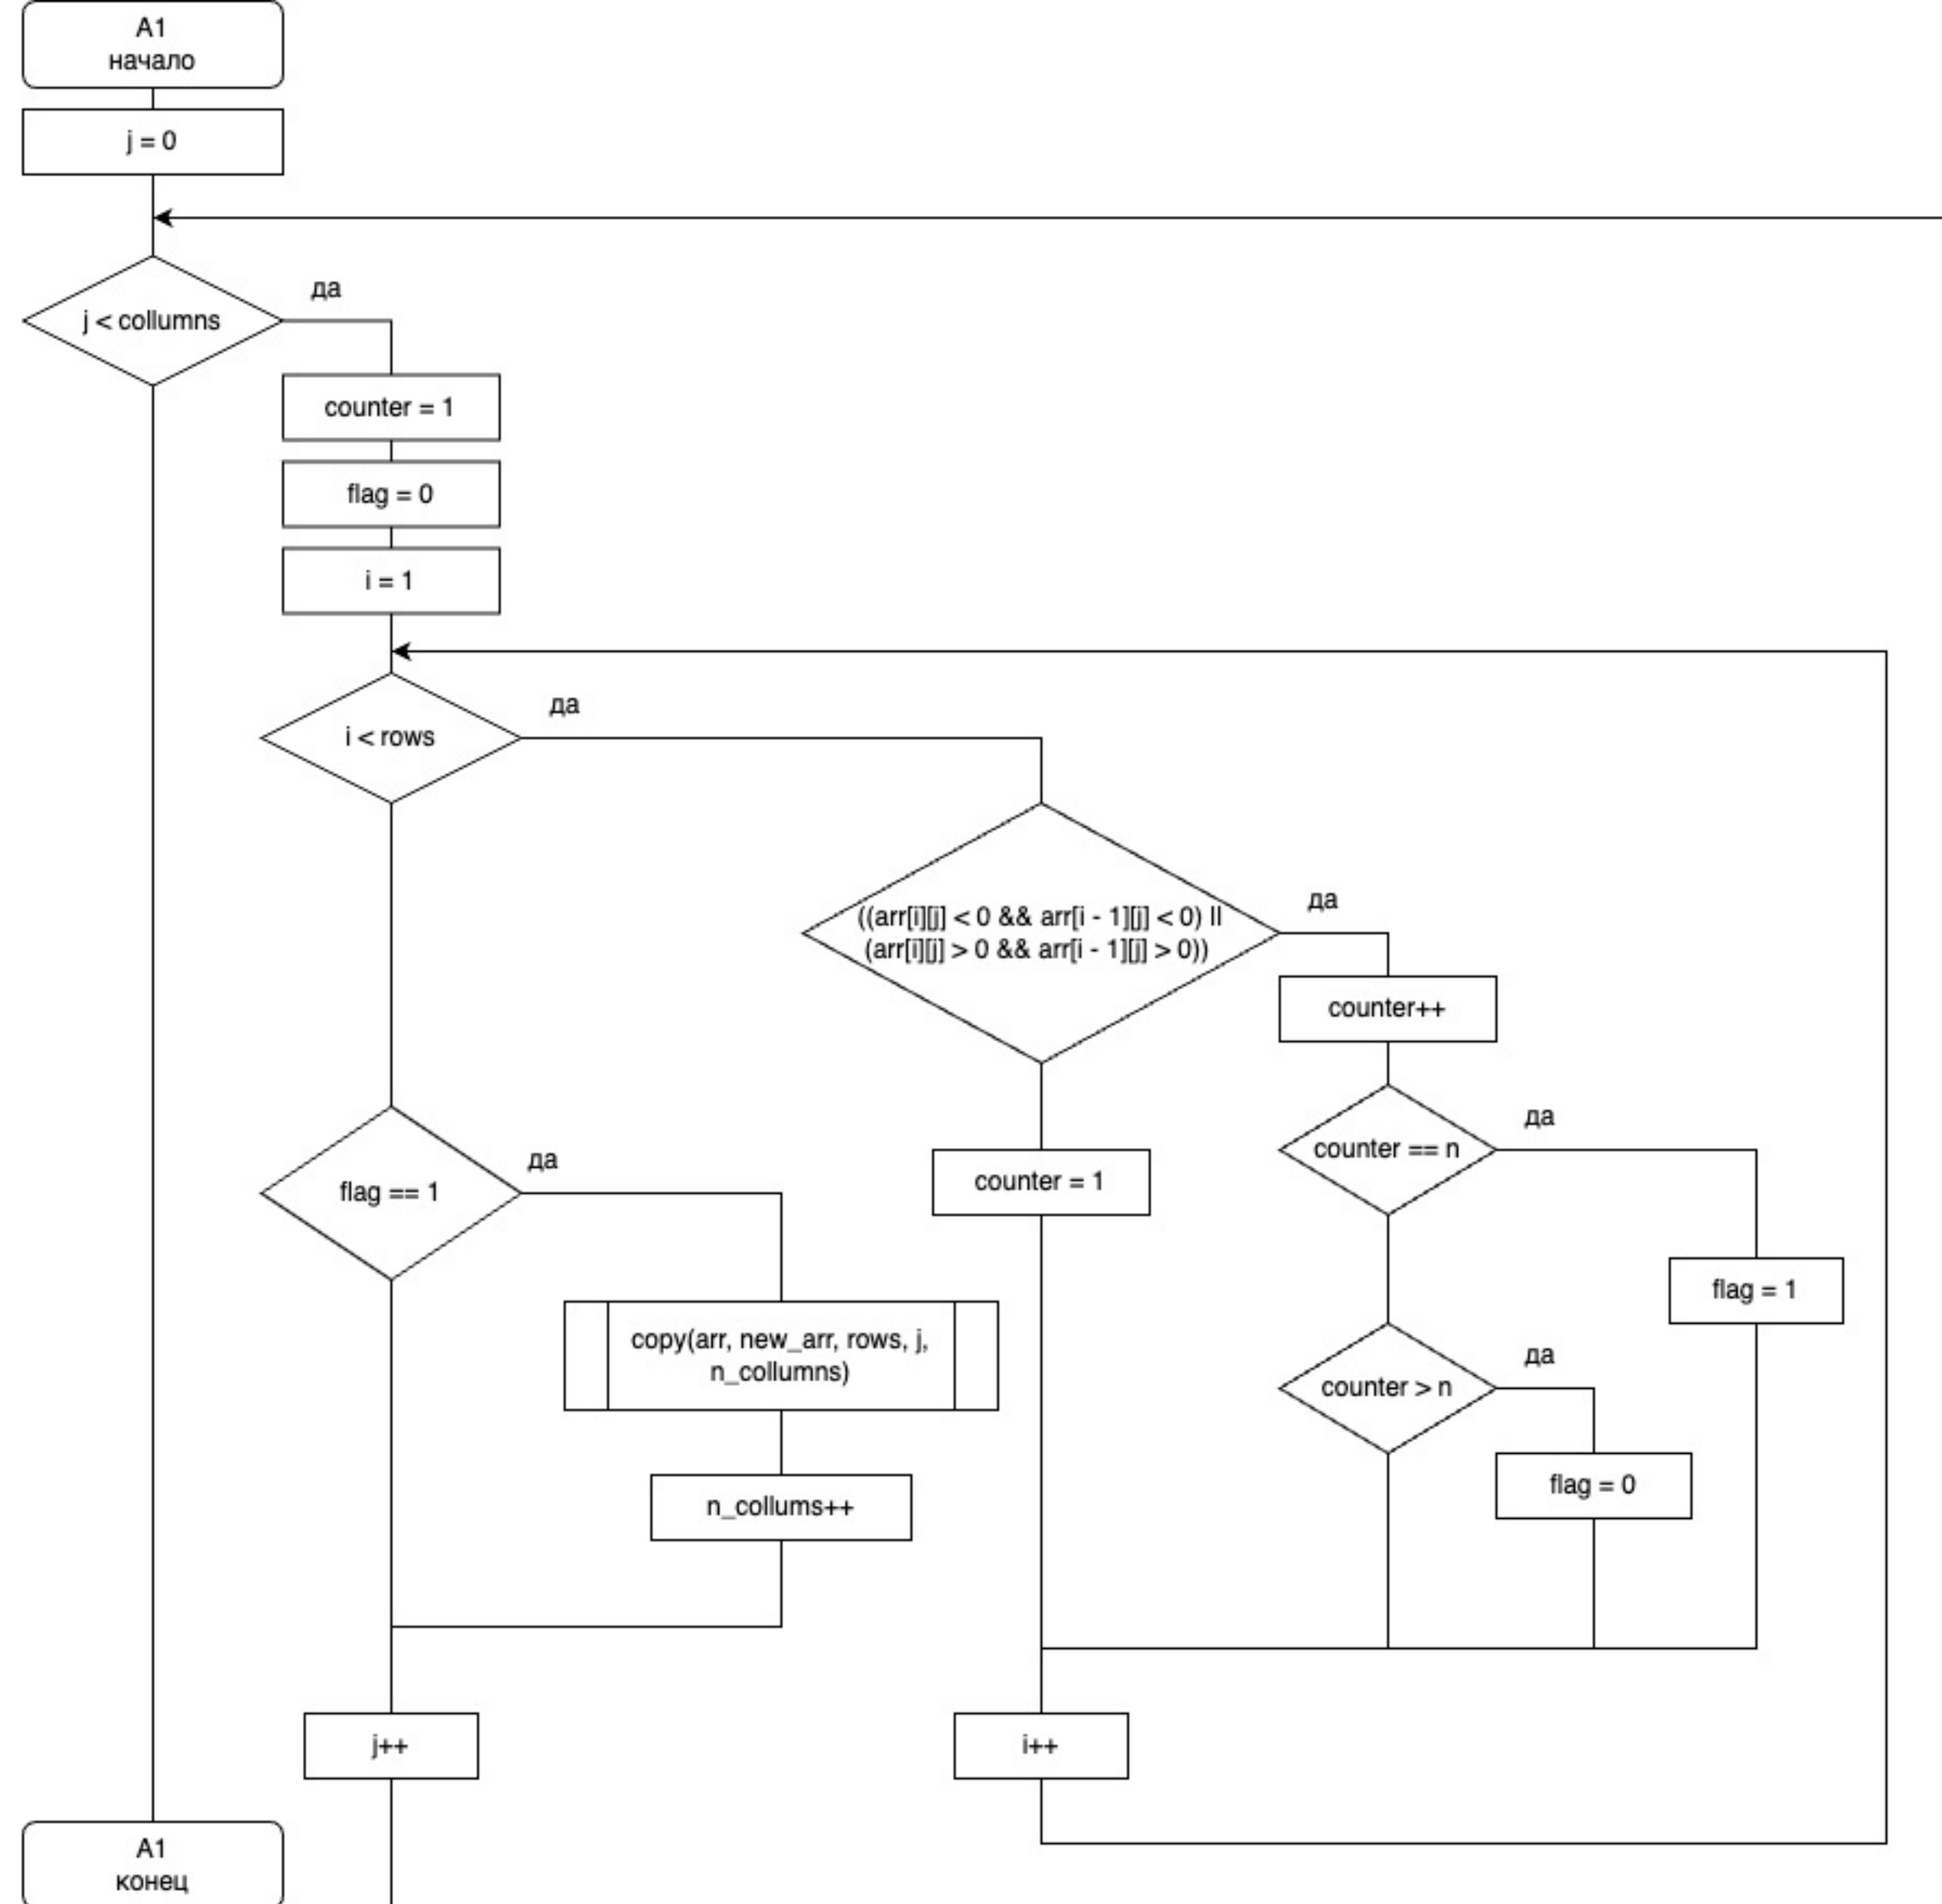 A1
начало
j = 0
j < collumns
да
counter = 1
flag = 0
i = 1
i < rows
да
((arr[i][j] < 0 && arr[i - 1][j] < 0) ||
(arr[i][j] > 0 && arr[i - 1][j] > 0))
да
counter++
counter == n
да
flag = 1
counter > n
да
flag = 0
counter = 1
i++
flag == 1
да
copy(arr, new_arr, rows, j,
n_collumns)
n_collums++
j++
A1
конец